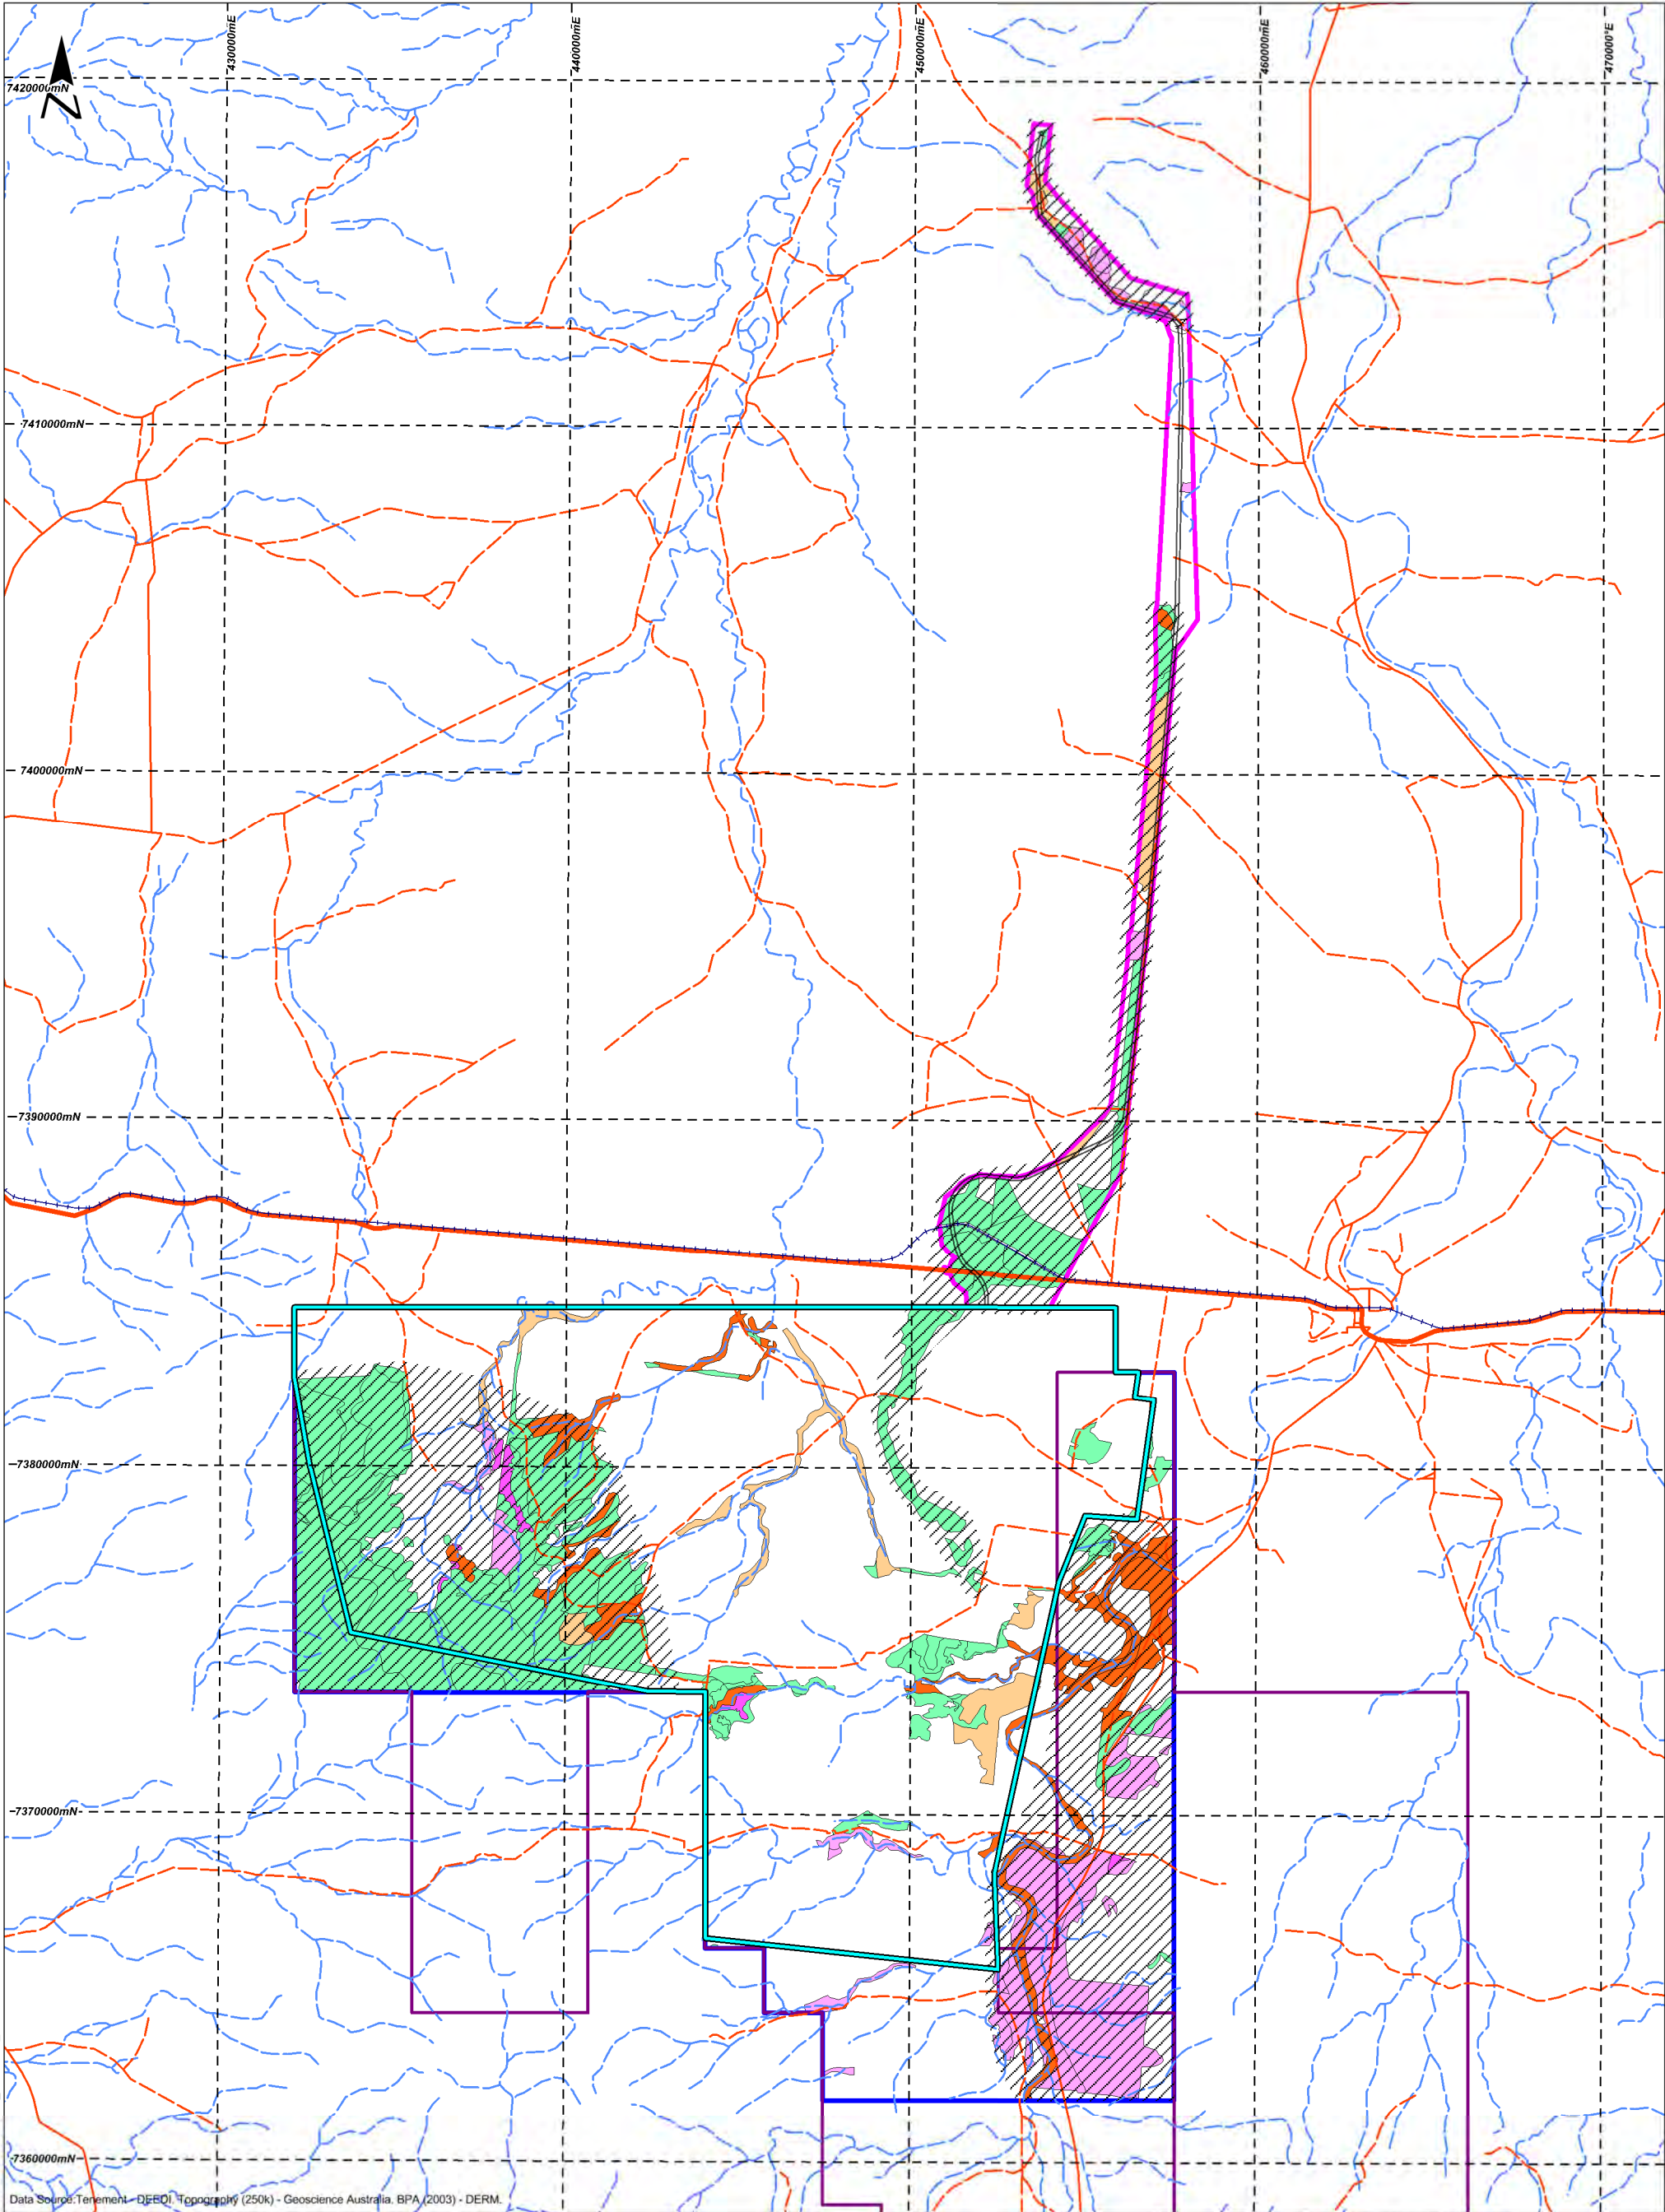 430000mE
440000mE
450000mE
460000mE
470000°E
7420000mN
N
7410000mN
7400000mN
7390000mN
7380000mN
7370000mN
7360000mN
Data Source:Tenement - DEEDI. Topography (250k) - Geoscience Australia. BPA (2003) - DERM.